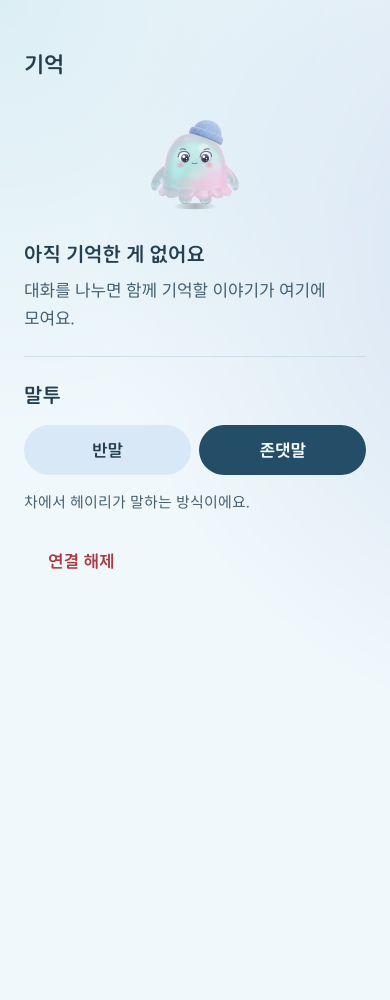 기억
아직 기억한 게 없어요
대화를 나누면 함께 기억할 이야기가 여기에
모여요.
말투
반말
존댓말
차에서 헤이리가 말하는 방식이에요.
연결 해제